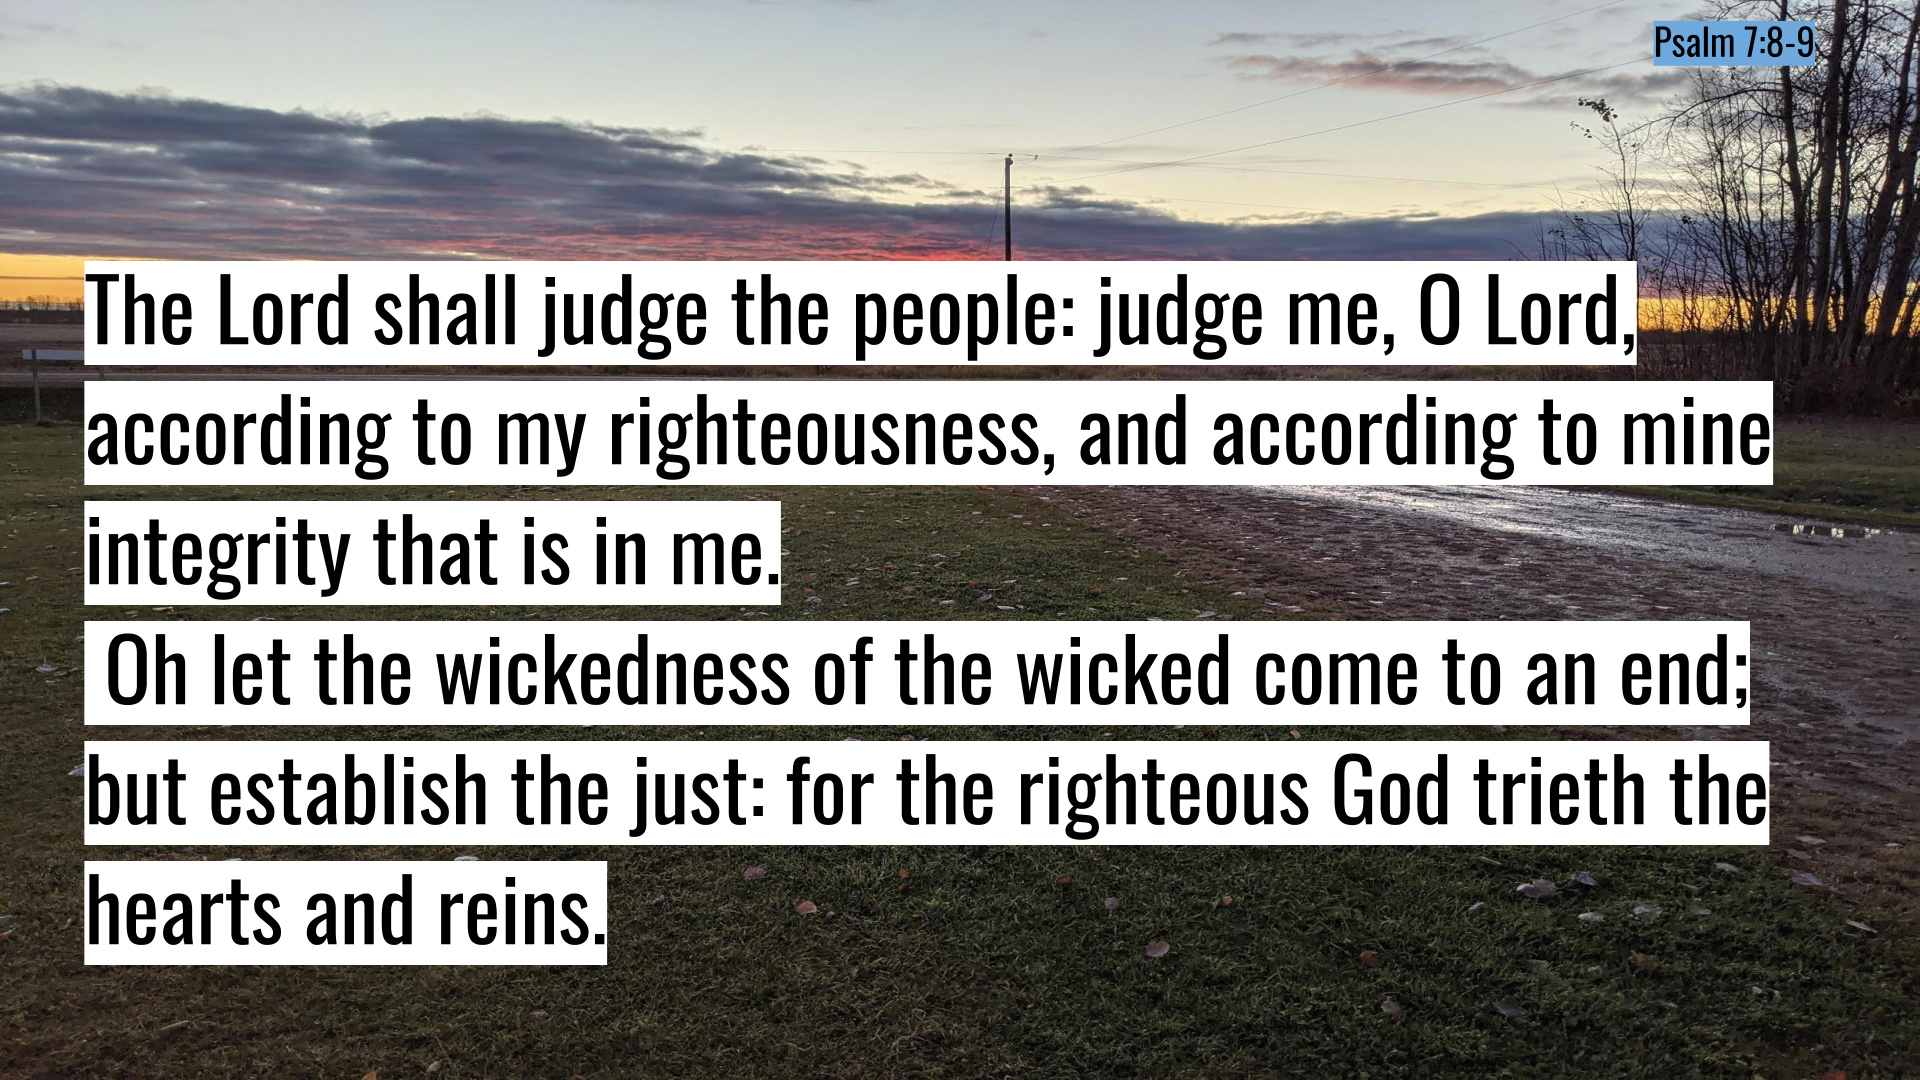 Psalm 7:8-9
The Lord shall judge the people: judge me, O Lord,
according to my righteousness, and according to mine
integrity that is in me.
Oh let the wickedness of the wicked come to an end;
but establish the just: for the righteous God trieth the
hearts and reins.